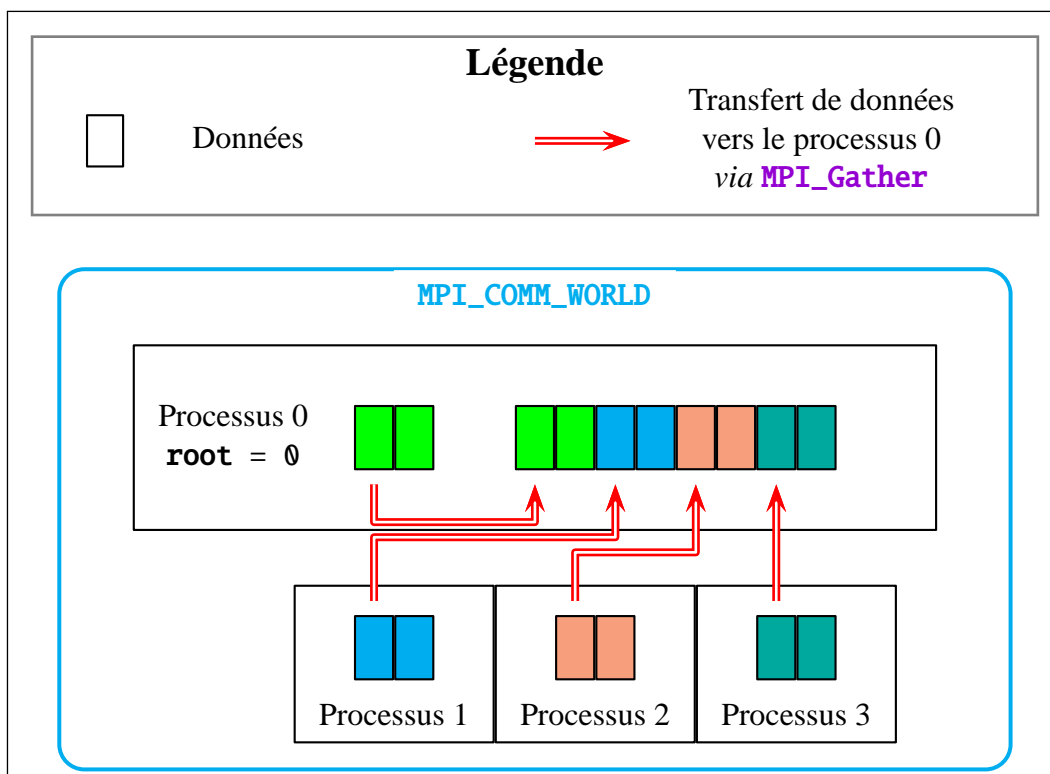 Légende
Données
Transfert de données
vers le processus 0
via MPI_Gather
MPI_COMM_WORLD
Processus 0
root = 0
Processus 1
Processus 2
Processus 3